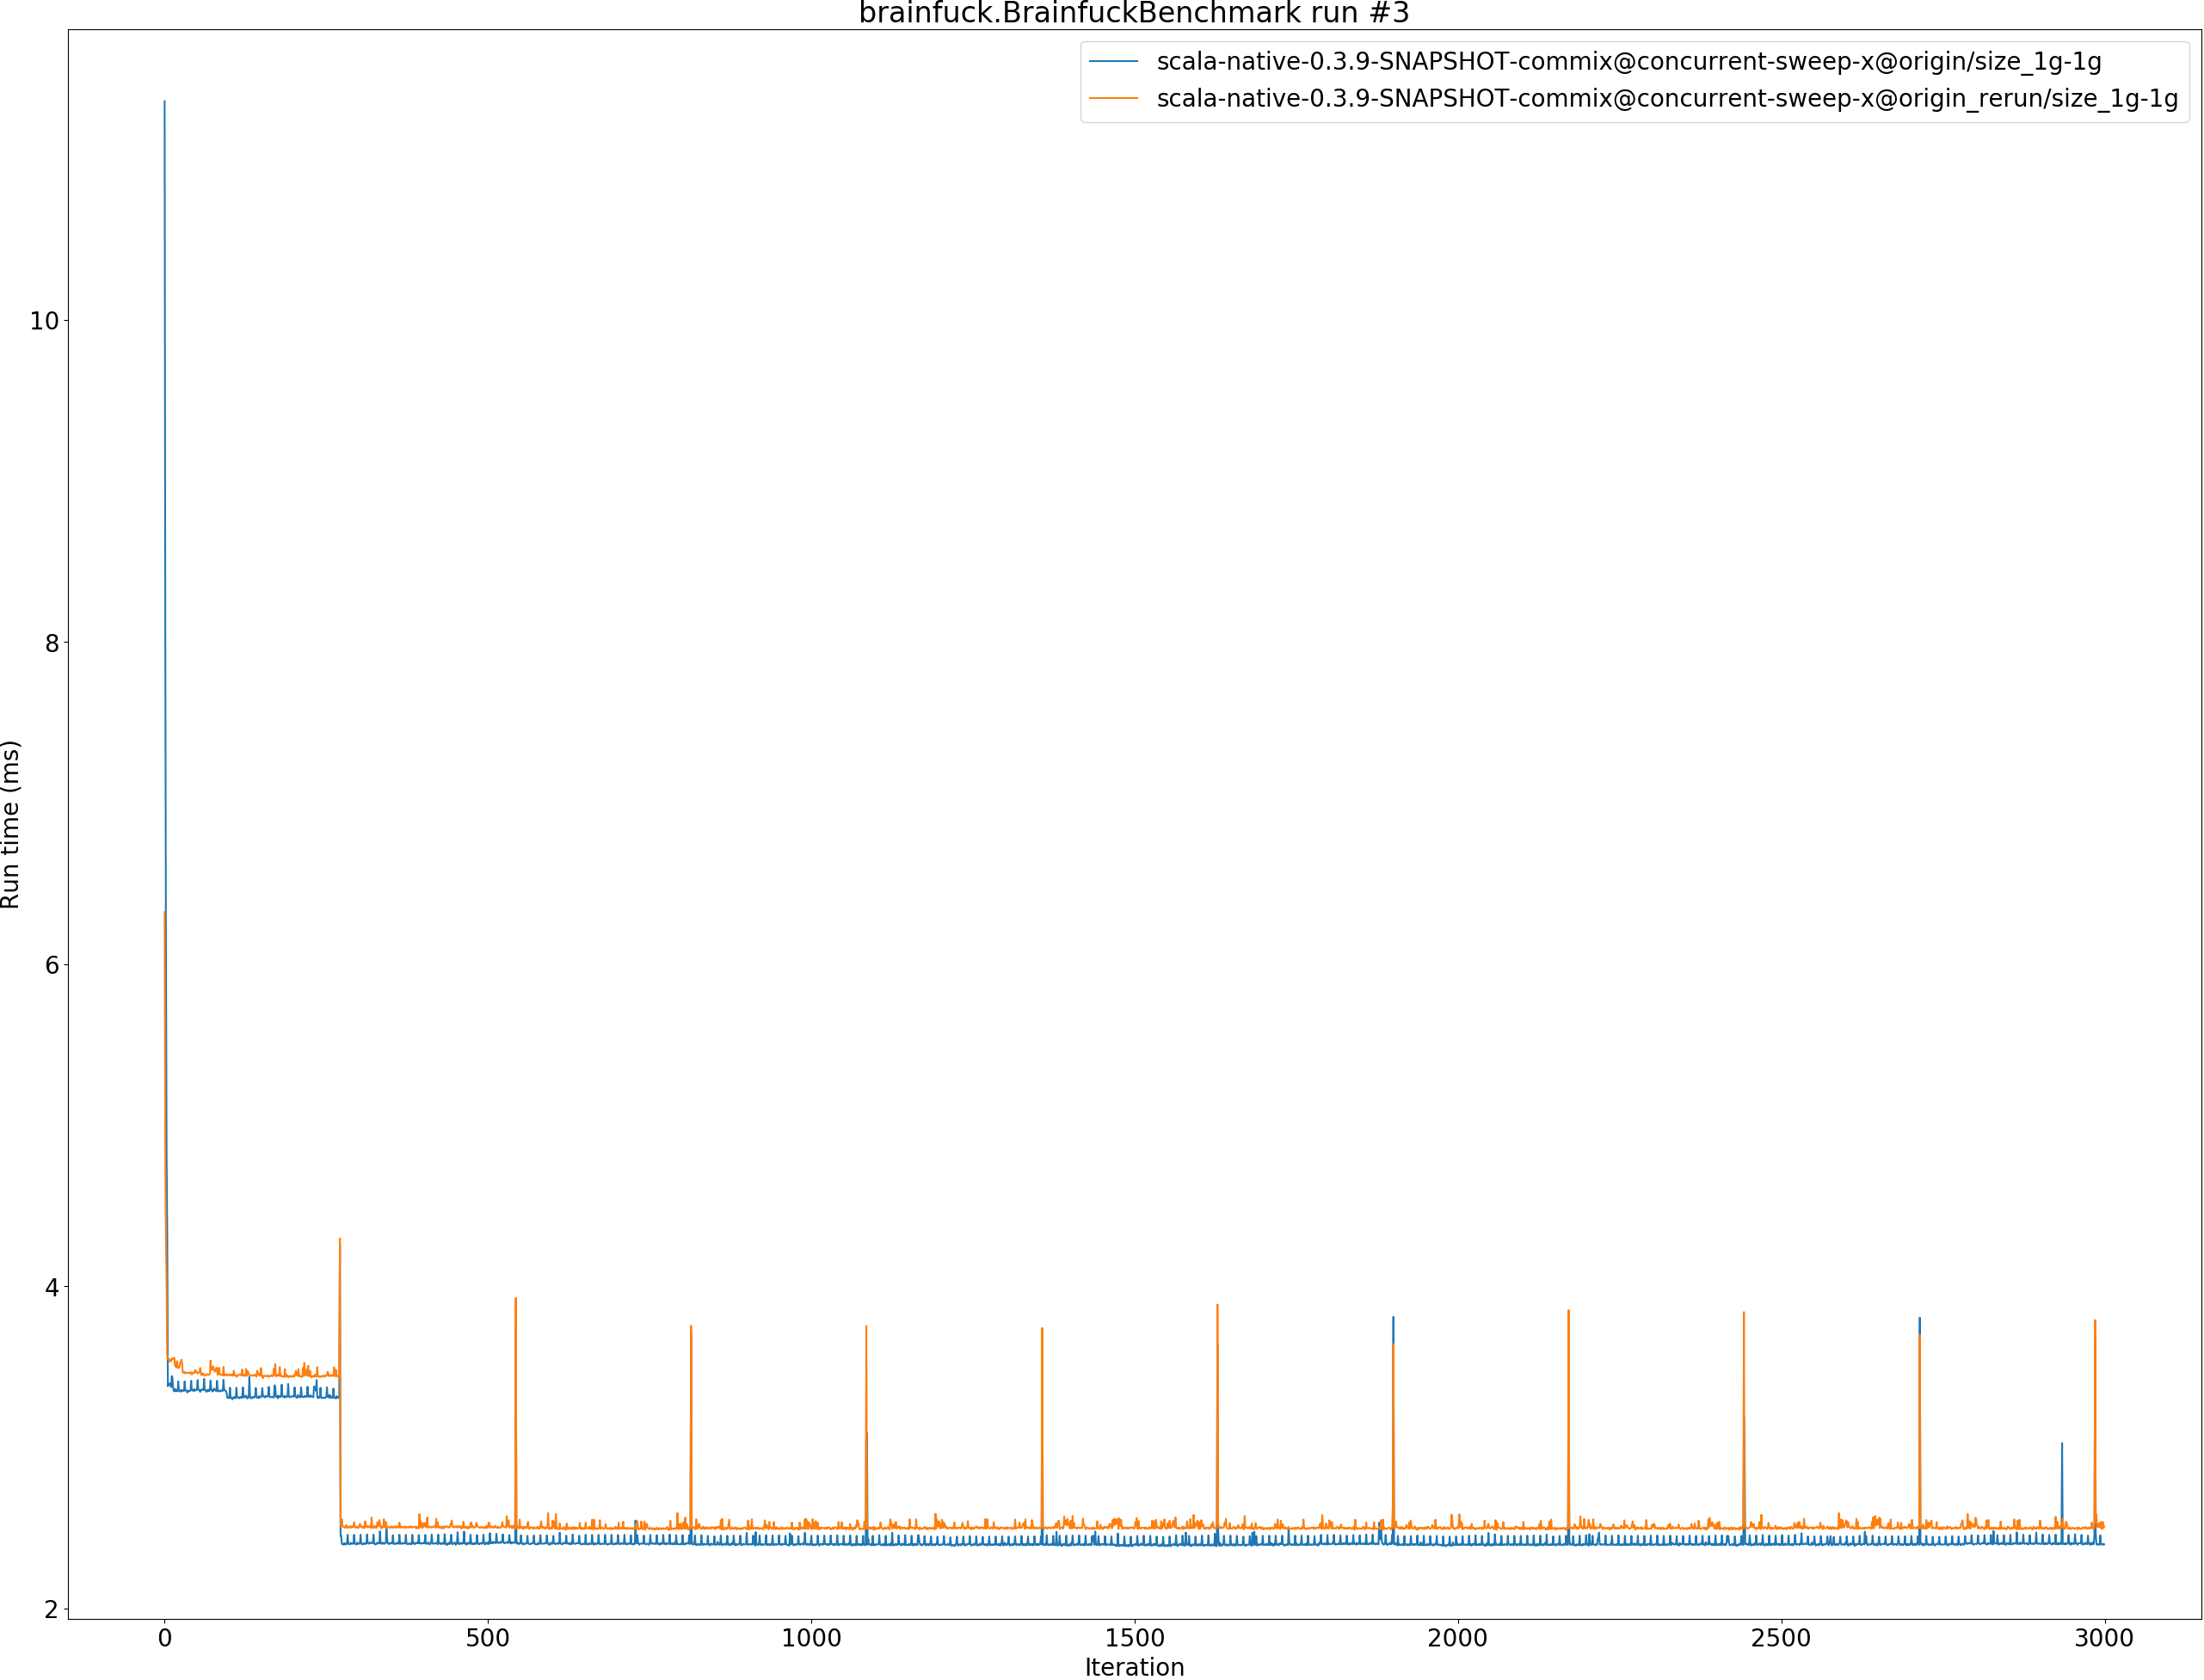 brainfuck.BrainfuckBenchmark run #3
scala-native-0.3.9-SNAPSHOT-commix@concurrent-sweep-x@origin/size_1g-1g
scala-native-0.3.9-SNAPSHOT-commix@concurrent-sweep-x@origin_rerun/size_1g-1g
Run time (ms)
10
8
6
4
2
0 500 1000 1500 2000 2500 3000
Iteration